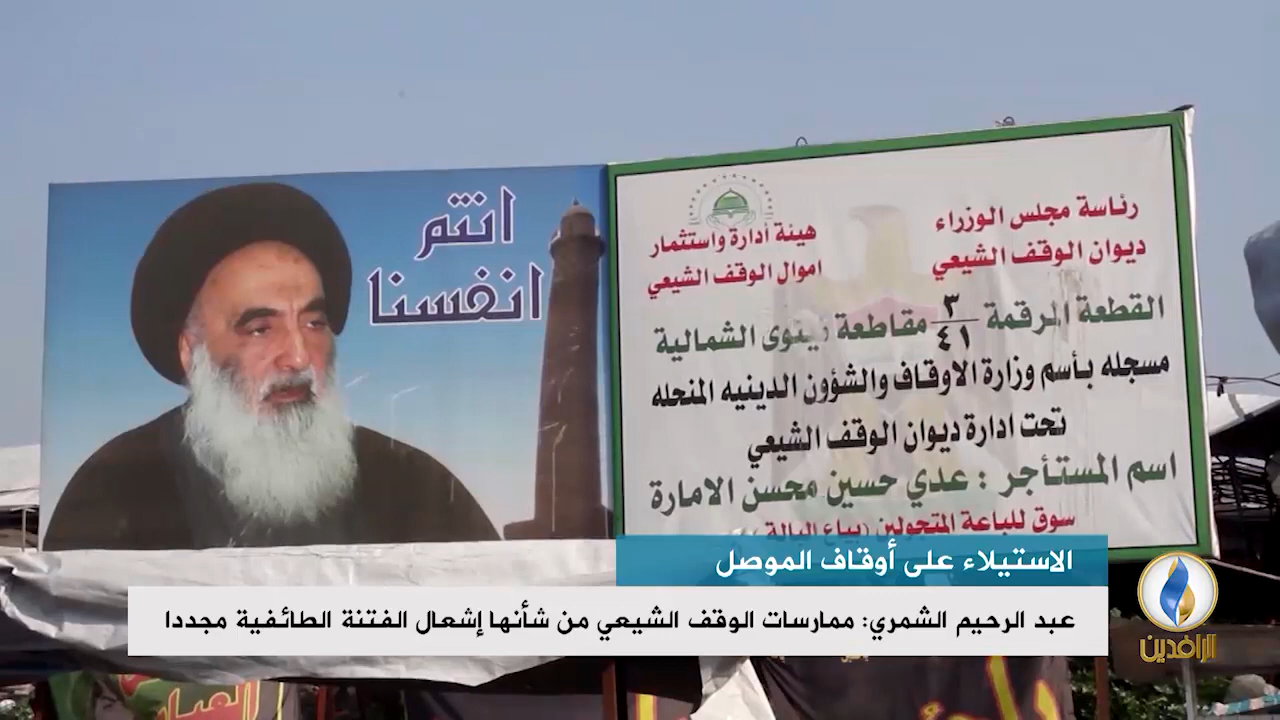 انتم
انفسنا
رئاسة مجلس الوزراء
ديوان الوقف الشيعي
هيئة أدارة واستثمار
اموال الوقف الشيعي
القطعة المرقمة ٣/٤١ مقاطعة نينوى الشمالية
مسجله بأسم وزارة الاوقاف والشؤون الدينيه المنحله
تحت ادارة ديوان الوقف الشيعي
اسم المستأجر : عدي حسين محسن الامارة
سوق للباعة المتجولين (بياع البالة
الاستيلاء على أوقاف الموصل
عبد الرحيم الشمري: ممارسات الوقف الشيعي من شأنها إشعال الفتنة الطائفية مجددا
الرافدين